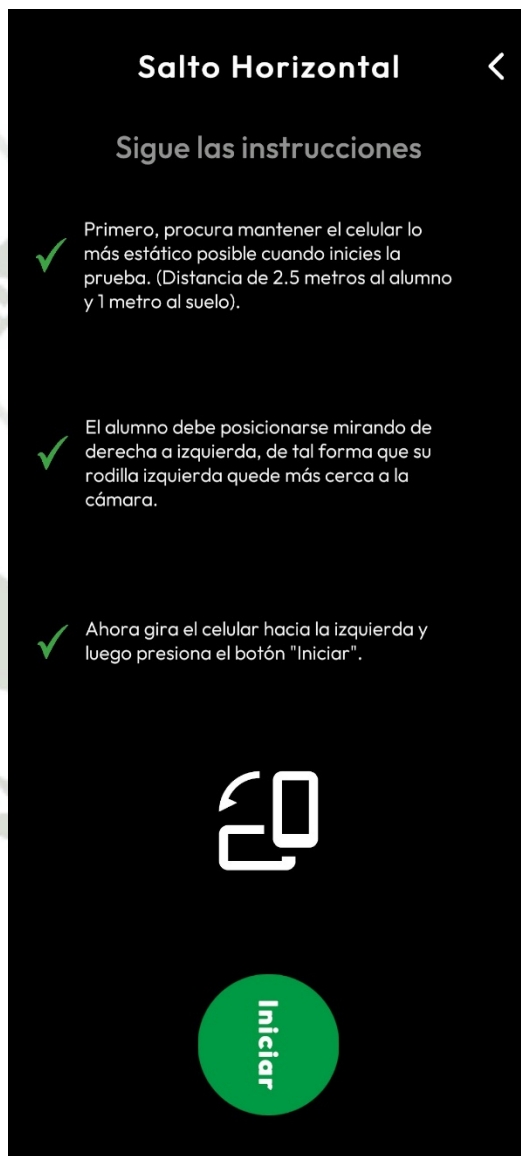 Salto Horizontal
Sigue las instrucciones
Primero, procura mantener el celular lo
más estático posible cuando inicies la
prueba. (Distancia de 2.5 metros al alumno
y 1 metro al suelo).
El alumno debe posicionarse mirando de
derecha a izquierda, de tal forma que su
rodilla izquierda quede más cerca a la
cámara.
Ahora gira el celular hacia la izquierda y
luego presiona el botón "Iniciar".
Iniciar